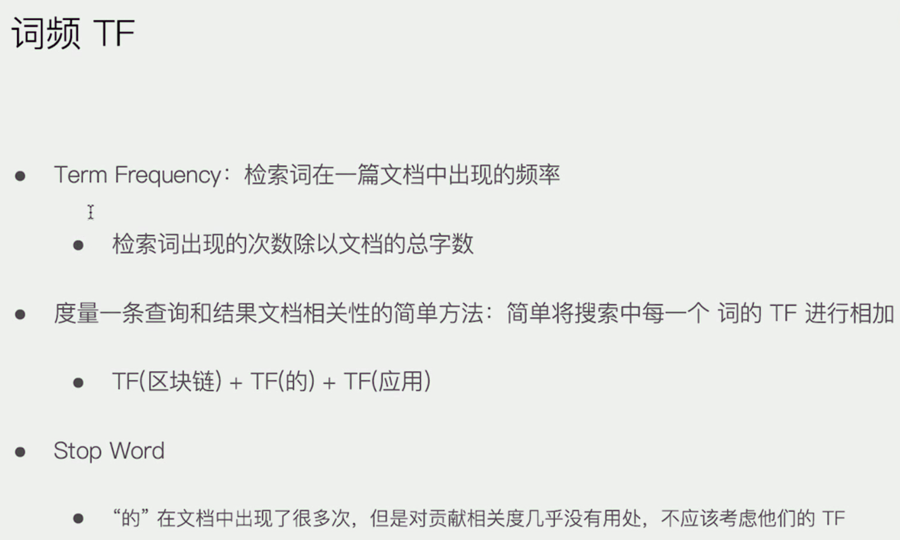 词频 TF
Term Frequency：检索词在一篇文档中出现的频率
检索词出现的次数除以文档的总字数
度量一条查询和结果文档相关性的简单方法：简单将搜索中每一个 词的 TF 进行相加
TF(区块链) + TF(的) + TF(应用)
Stop Word
“的” 在文档中出现了很多次，但是对贡献相关度几乎没有用处，不应该考虑他们的 TF